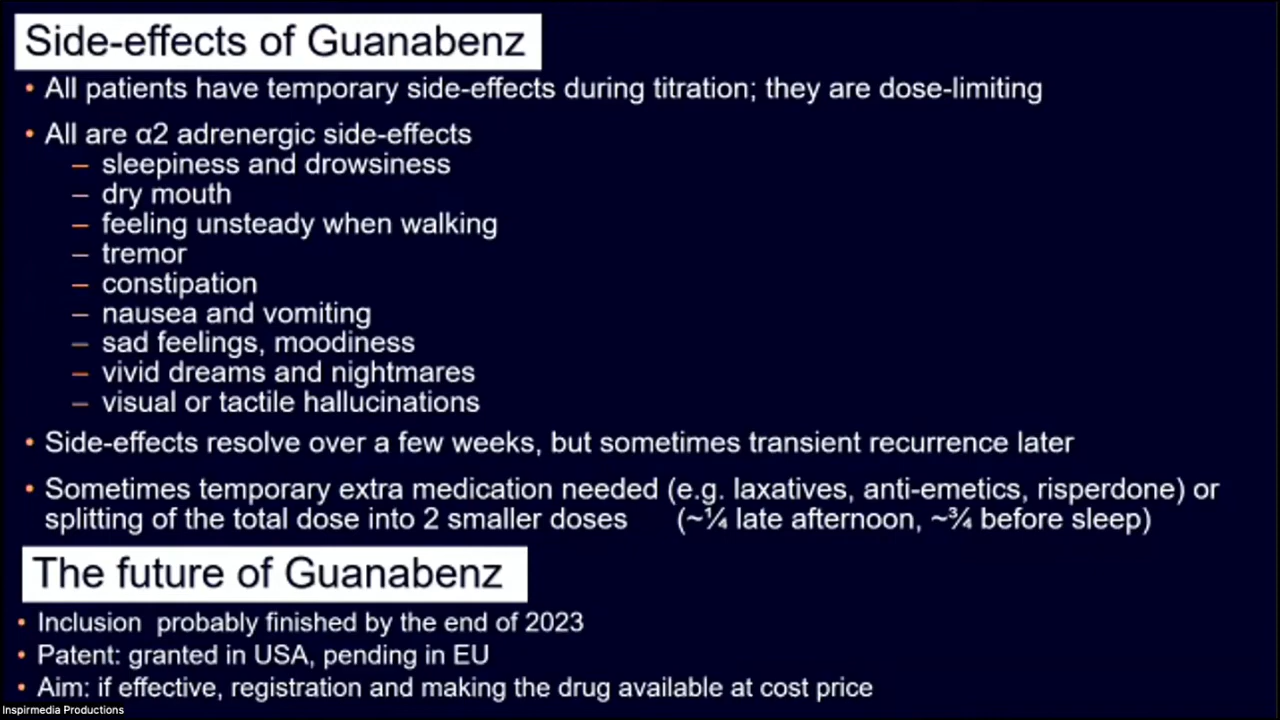 Side-effects of Guanabenz
• All patients have temporary side-effects during titration; they are dose-limiting
• All are α2 adrenergic side-effects
– sleepiness and drowsiness
– dry mouth
– feeling unsteady when walking
– tremor
– constipation
– nausea and vomiting
– sad feelings, moodiness
– vivid dreams and nightmares
– visual or tactile hallucinations
• Side-effects resolve over a few weeks, but sometimes transient recurrence later
• Sometimes temporary extra medication needed (e.g. laxatives, anti-emetics, risperdone) or
splitting of the total dose into 2 smaller doses (~¼ late afternoon, ~¾ before sleep)
The future of Guanabenz
• Inclusion probably finished by the end of 2023
• Patent: granted in USA, pending in EU
• Aim: if effective, registration and making the drug available at cost price
Inspirmedia Productions